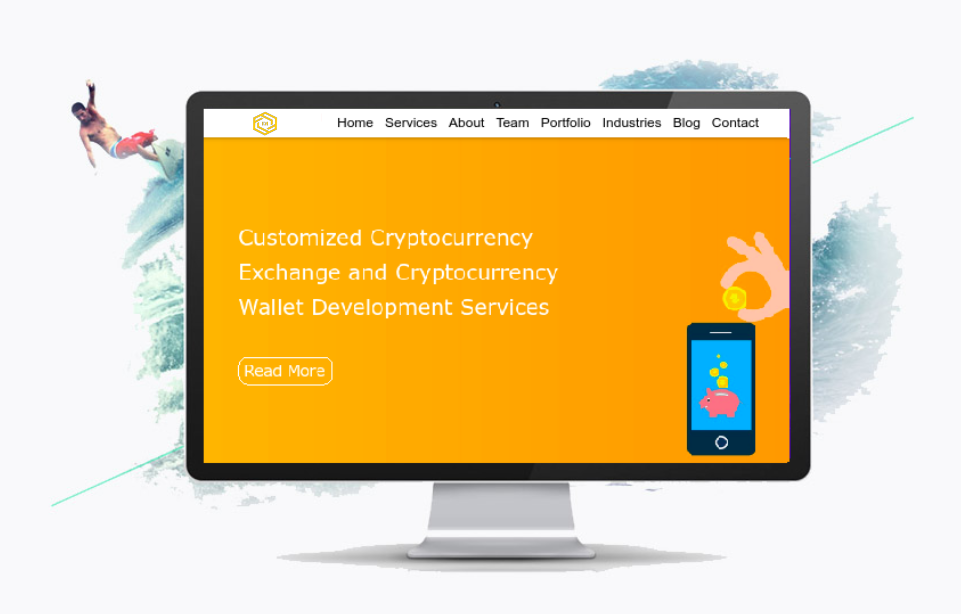 Home Services About Team Portfolio Industries Blog Contact
Customized Cryptocurrency
Exchange and Cryptocurrency
Wallet Development Services
Read More